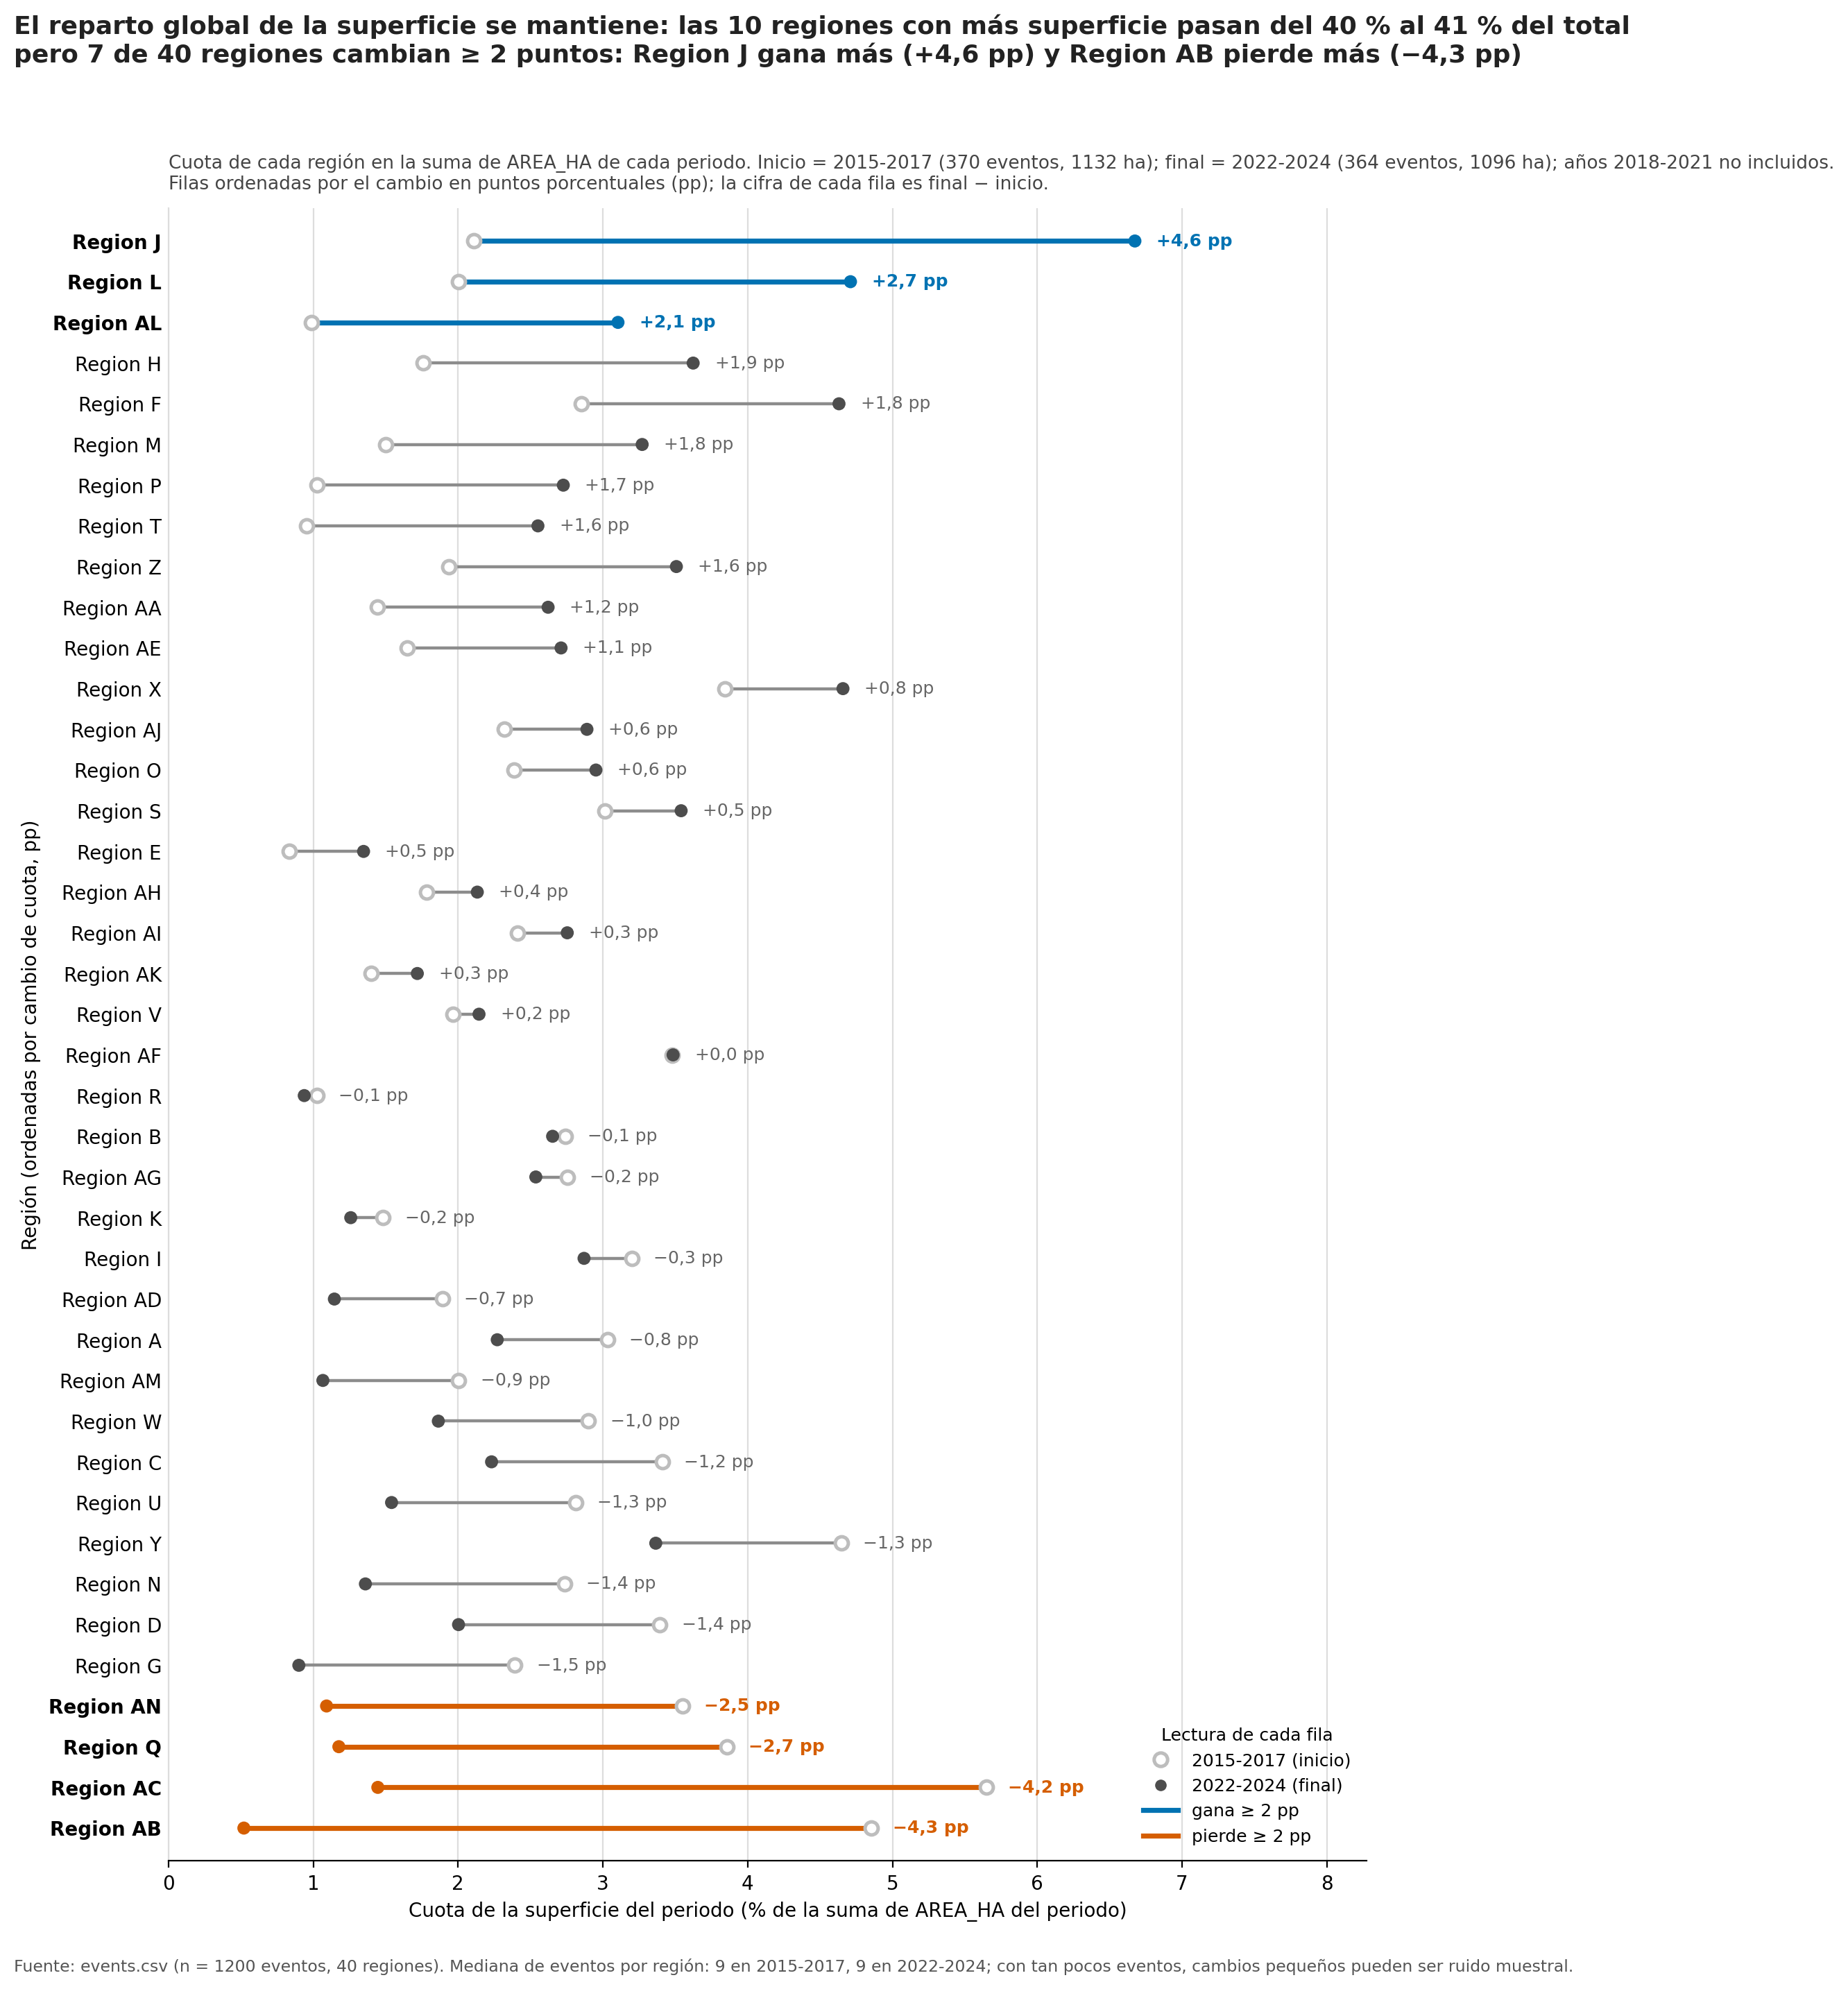 El reparto global de la superficie se mantiene: las 10 regiones con más superficie pasan del 40 % al 41 % del total
pero 7 de 40 regiones cambian ≥ 2 puntos: Region J gana más (+4,6 pp) y Region AB pierde más (−4,3 pp)
Cuota de cada región en la suma de AREA_HA de cada periodo. Inicio = 2015-2017 (370 eventos, 1132 ha); final = 2022-2024 (364 eventos, 1096 ha); años 2018-2021 no incluidos.
Filas ordenadas por el cambio en puntos porcentuales (pp); la cifra de cada fila es final − inicio.
Región (ordenadas por cambio de cuota, pp)
Region J +4,6 pp
Region L +2,7 pp
Region AL +2,1 pp
Region H +1,9 pp
Region F +1,8 pp
Region M +1,8 pp
Region P +1,7 pp
Region T +1,6 pp
Region Z +1,6 pp
Region AA +1,2 pp
Region AE +1,1 pp
Region X +0,8 pp
Region AJ +0,6 pp
Region O +0,6 pp
Region S +0,5 pp
Region E +0,5 pp
Region AH +0,4 pp
Region AI +0,3 pp
Region AK +0,3 pp
Region V +0,2 pp
Region AF +0,0 pp
Region R −0,1 pp
Region B −0,1 pp
Region AG −0,2 pp
Region K −0,2 pp
Region I −0,3 pp
Region AD −0,7 pp
Region A −0,8 pp
Region AM −0,9 pp
Region W −1,0 pp
Region C −1,2 pp
Region U −1,3 pp
Region Y −1,3 pp
Region N −1,4 pp
Region D −1,4 pp
Region G −1,5 pp
Region AN −2,5 pp
Region Q −2,7 pp
Region AC −4,2 pp
Region AB −4,3 pp
Lectura de cada fila
2015-2017 (inicio)
2022-2024 (final)
gana ≥ 2 pp
pierde ≥ 2 pp
0 1 2 3 4 5 6 7 8
Cuota de la superficie del periodo (% de la suma de AREA_HA del periodo)
Fuente: events.csv (n = 1200 eventos, 40 regiones). Mediana de eventos por región: 9 en 2015-2017, 9 en 2022-2024; con tan pocos eventos, cambios pequeños pueden ser ruido muestral.